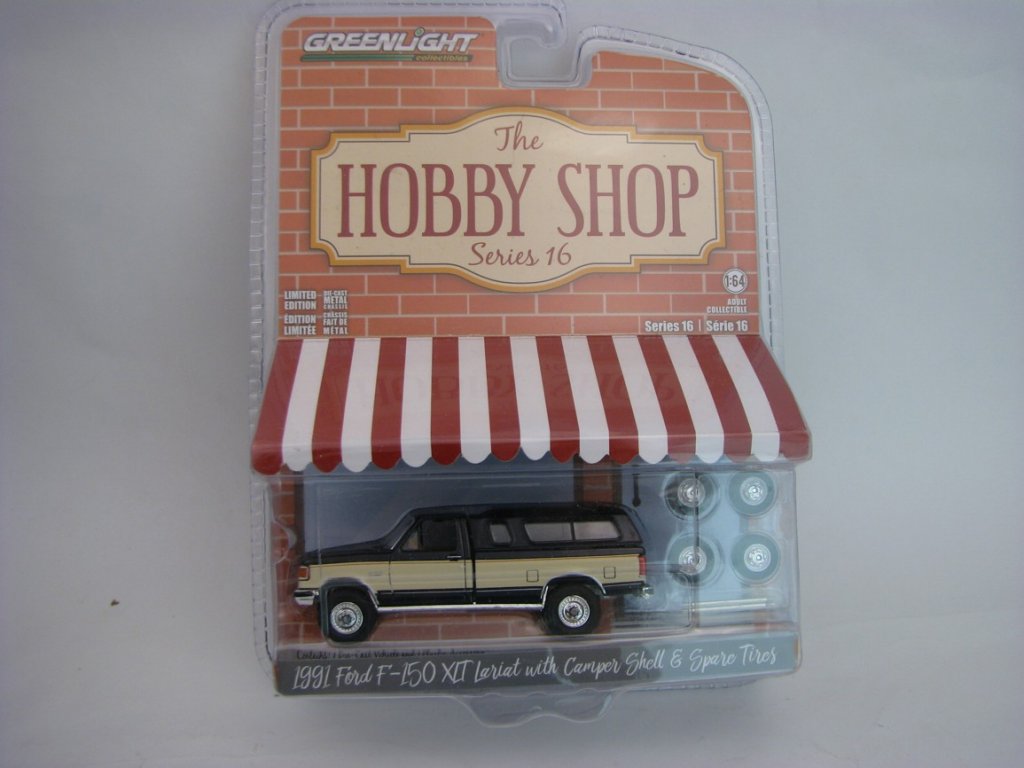 GREENLiGHT
collectibles
The
HOBBY SHOP
Series 16
1:64
LIMITED EDITION
DIE-CAST METAL CHASSIS
ADULT COLLECTIBLE
ÉDITION LIMITÉE
CHÂSSIS FAIT DE MÉTAL
Series 16 | Série 16
1991 Ford F-150 XLT Lariat with Camper Shell & Spare Tires